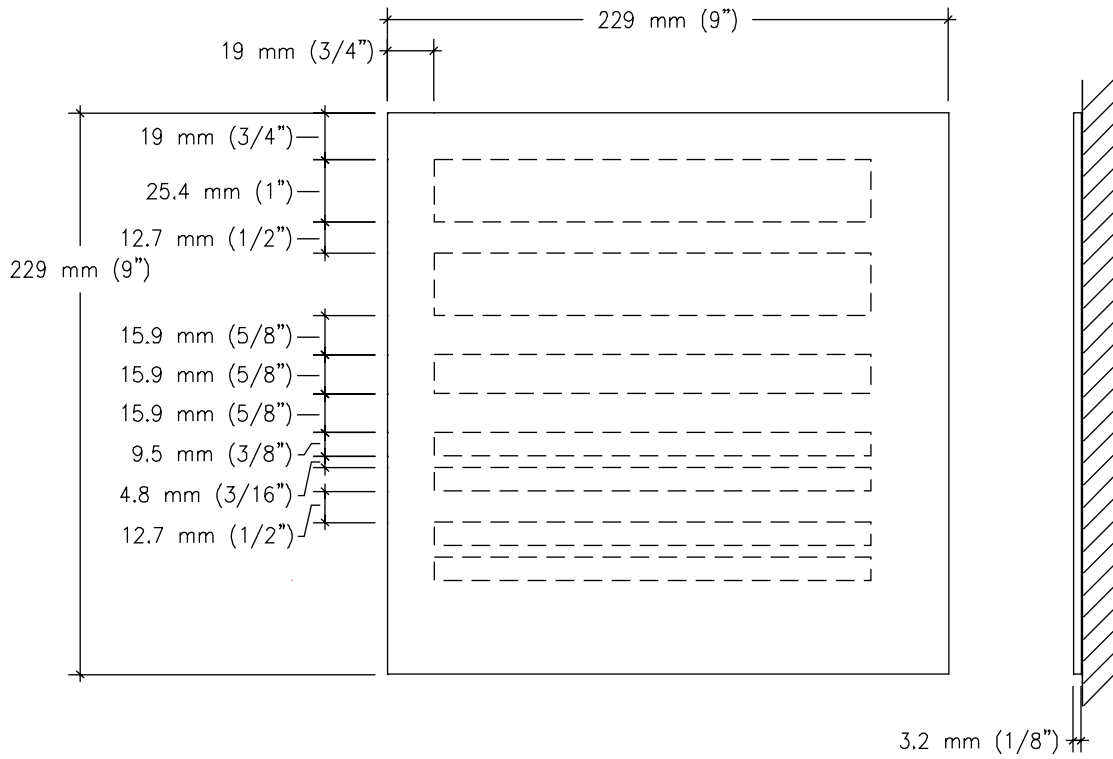 229 mm (9”)
19 mm (3/4”)
19 mm (3/4”)
25.4 mm (1”)
12.7 mm (1/2”)
229 mm (9”)
15.9 mm (5/8”)
15.9 mm (5/8”)
15.9 mm (5/8”)
9.5 mm (3/8”)
4.8 mm (3/16”)
12.7 mm (1/2”)
3.2 mm (1/8”)